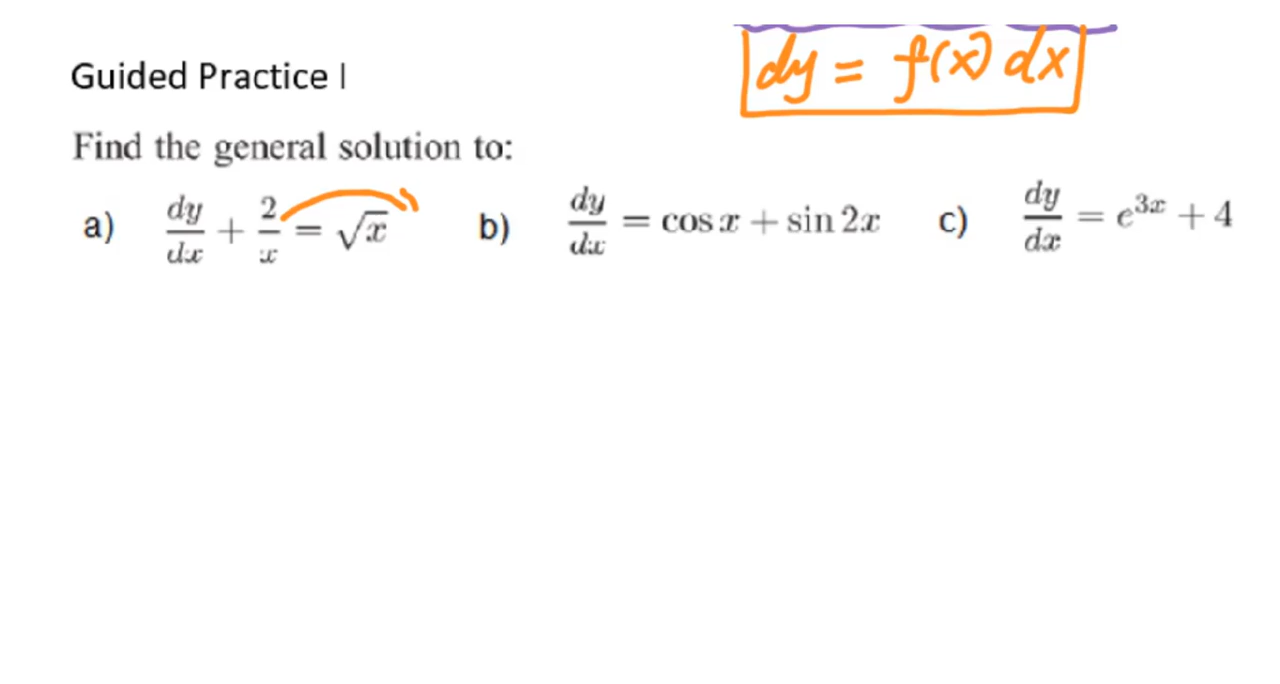 dy = f(x) dx
Guided Practice I
Find the general solution to:
a) dy/dx + 2/x = √x b) dy/dx = cos x + sin 2x c) dy/dx = e^{3x} + 4